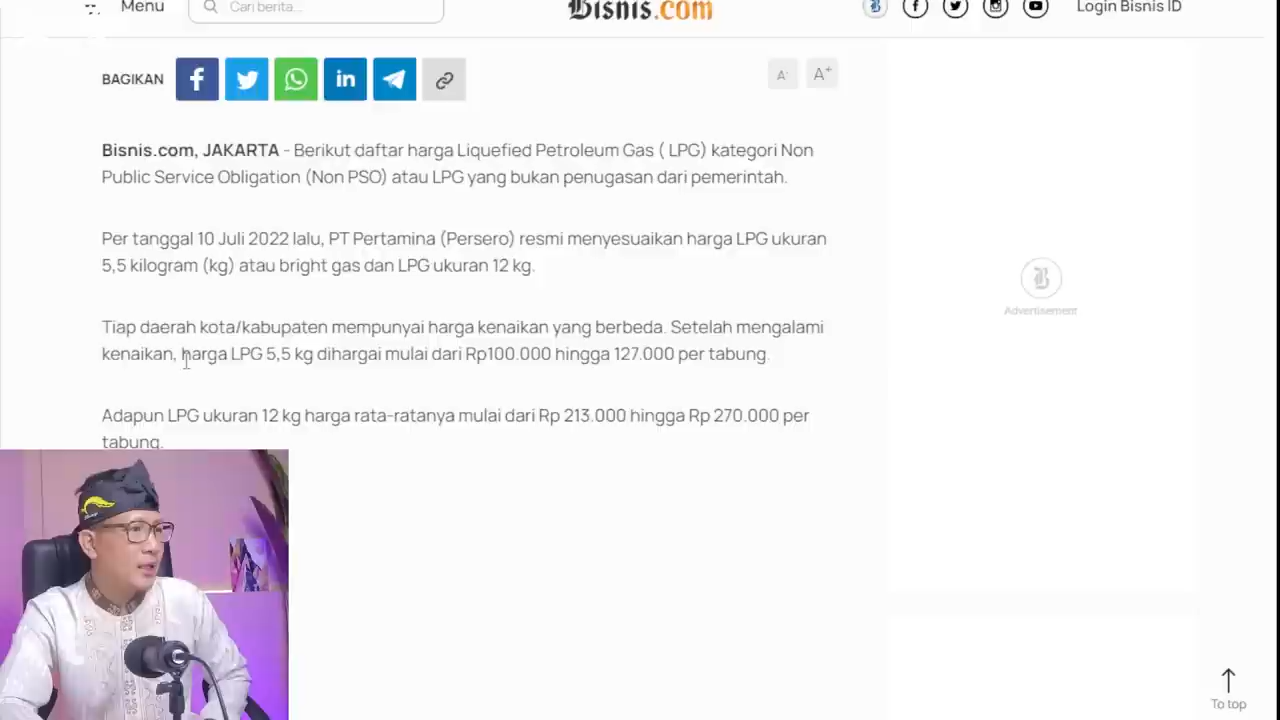 Menu
Cari berita...
Bisnis.com
Login Bisnis ID
BAGIKAN
A-
A+
Bisnis.com, JAKARTA - Berikut daftar harga Liquefied Petroleum Gas ( LPG) kategori Non
Public Service Obligation (Non PSO) atau LPG yang bukan penugasan dari pemerintah.
Per tanggal 10 Juli 2022 lalu, PT Pertamina (Persero) resmi menyesuaikan harga LPG ukuran
5,5 kilogram (kg) atau bright gas dan LPG ukuran 12 kg.
Tiap daerah kota/kabupaten mempunyai harga kenaikan yang berbeda. Setelah mengalami
kenaikan, harga LPG 5,5 kg dihargai mulai dari Rp100.000 hingga 127.000 per tabung.
Adapun LPG ukuran 12 kg harga rata-ratanya mulai dari Rp 213.000 hingga Rp 270.000 per
tabung.
Advertisement
To top